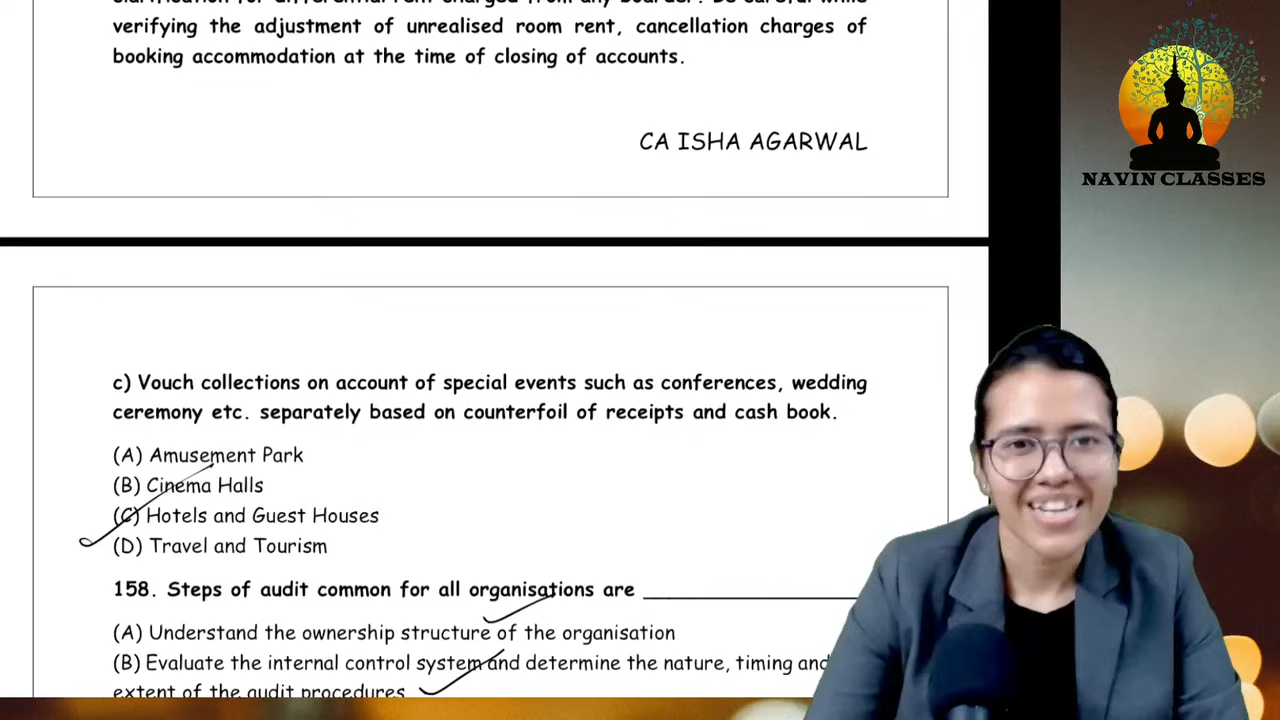 verifying the adjustment of unrealised room rent, cancellation charges of
booking accommodation at the time of closing of accounts.
CA ISHA AGARWAL
NAVIN CLASSES
c) Vouch collections on account of special events such as conferences, wedding
ceremony etc. separately based on counterfoil of receipts and cash book.
(A) Amusement Park
(B) Cinema Halls
(C) Hotels and Guest Houses
(D) Travel and Tourism
158. Steps of audit common for all organisations are
(A) Understand the ownership structure of the organisation
(B) Evaluate the internal control system and determine the nature, timing and
extent of the audit procedures